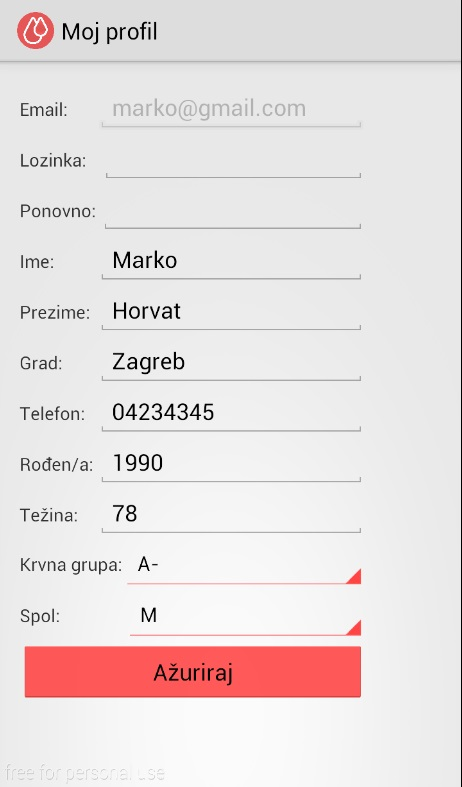 Moj profil
Email: marko@gmail.com
Lozinka:
Ponovno:
Ime: Marko
Prezime: Horvat
Grad: Zagreb
Telefon: 04234345
Rođen/a: 1990
Težina: 78
Krvna grupa: A-
Spol: M
Ažuriraj
free for personal use